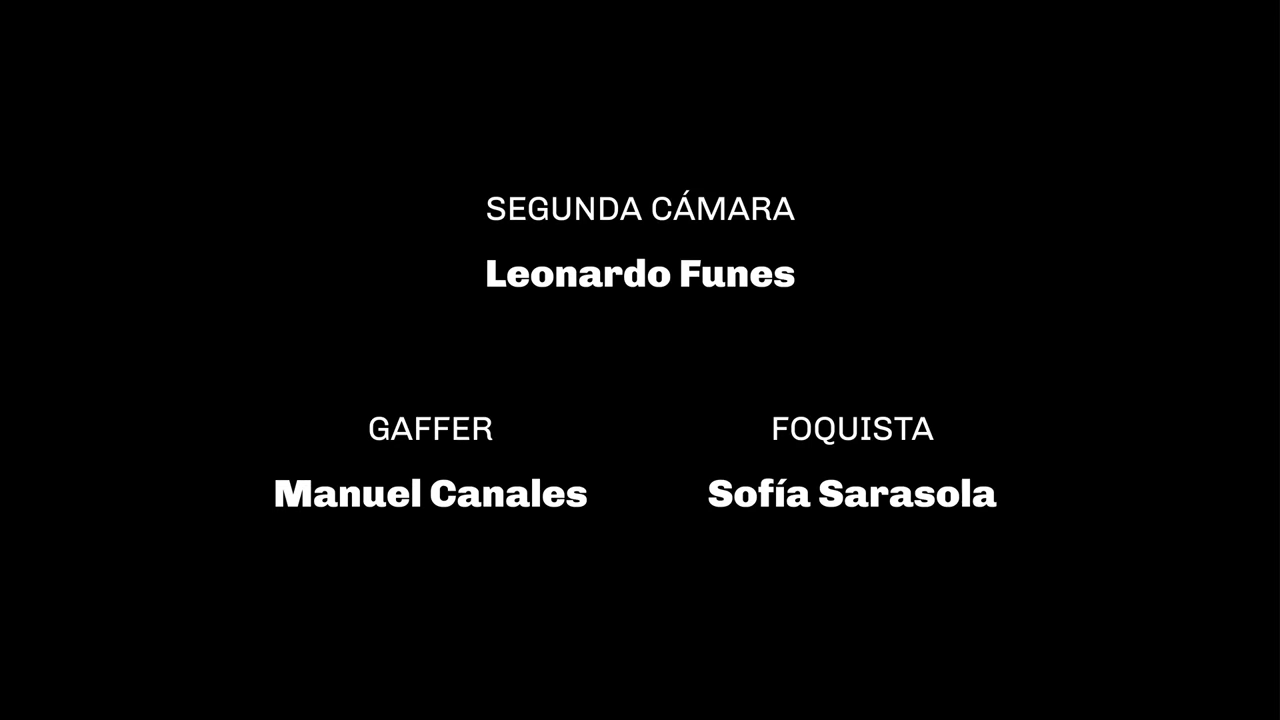 SEGUNDA CÁMARA
Leonardo Funes
GAFFER
Manuel Canales
FOQUISTA
Sofía Sarasola